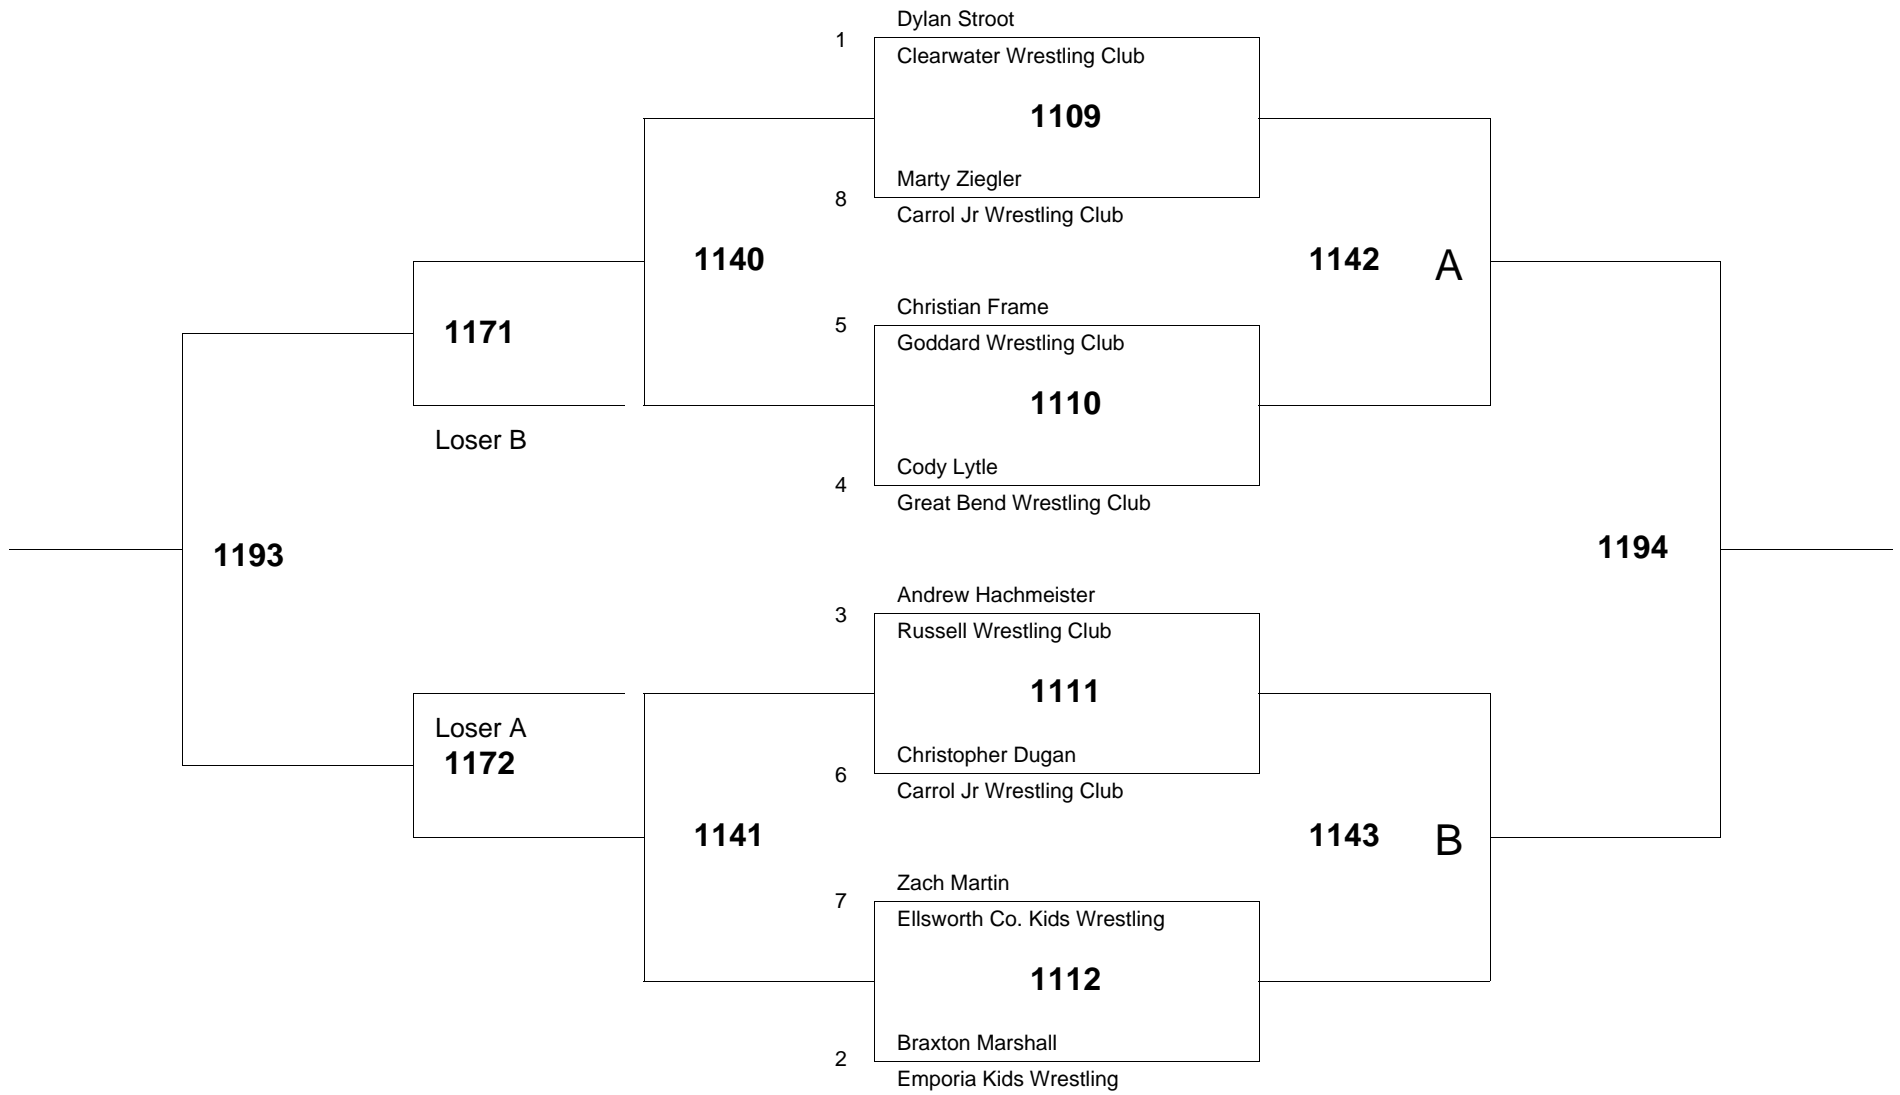 Dylan Stroot
1
Clearwater Wrestling Club
1109
Marty Ziegler
8
Carrol Jr Wrestling Club
1140
1142 A
Christian Frame
5
1171
Goddard Wrestling Club
1110
Loser B
Cody Lytle
4
Great Bend Wrestling Club
1193
1194
Andrew Hachmeister
3
Russell Wrestling Club
1111
Loser A
1172
Christopher Dugan
6
Carrol Jr Wrestling Club
1141
1143 B
Zach Martin
7
Ellsworth Co. Kids Wrestling
1112
Braxton Marshall
2
Emporia Kids Wrestling